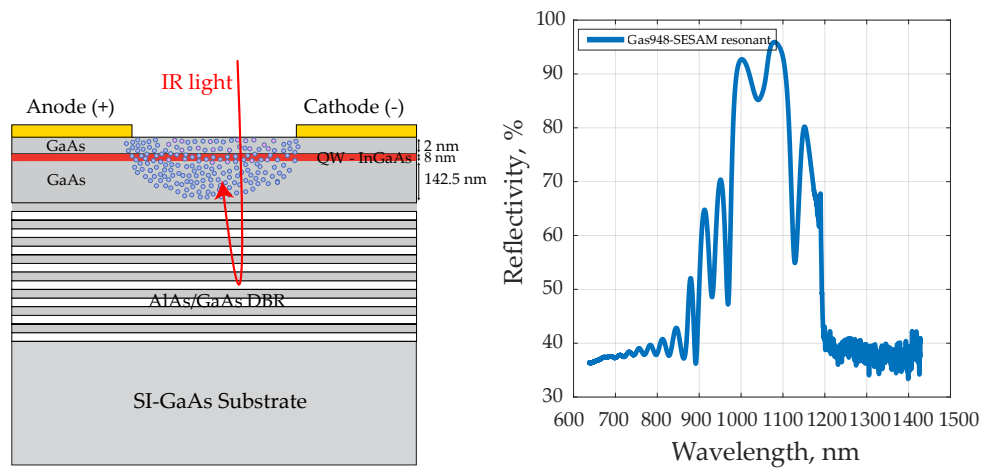 IR light
Anode (+)
Cathode (-)
GaAs
2 nm
QW - InGaAs
8 nm
GaAs
142.5 nm
AlAs/GaAs DBR
SI-GaAs Substrate
Gas948-SESAM resonant
Reflectivity, %
100
90
80
70
60
50
40
30
600 700 800 900 1000 1100 1200 1300 1400 1500
Wavelength, nm